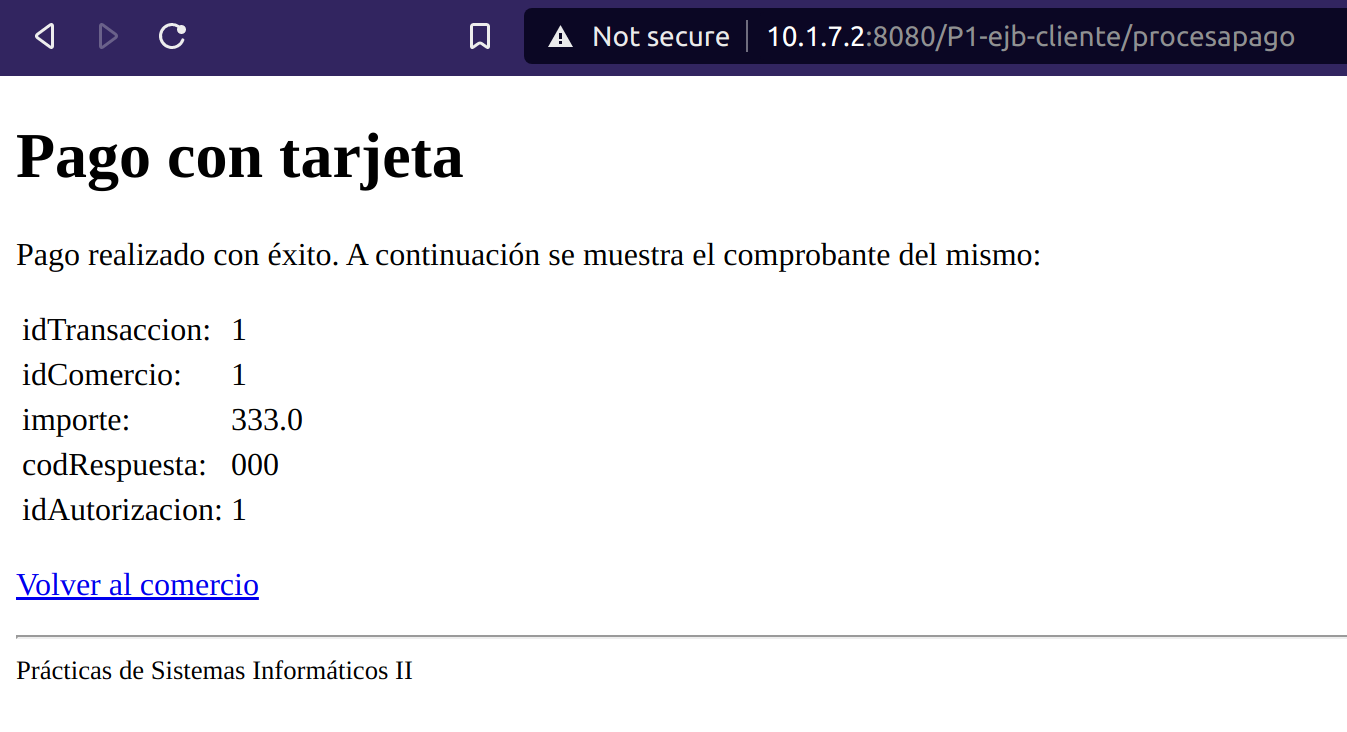 Not secure 10.1.7.2:8080/P1-ejb-cliente/procesapago
Pago con tarjeta
Pago realizado con éxito. A continuación se muestra el comprobante del mismo:
idTransaccion: 1
idComercio: 1
importe: 333.0
codRespuesta: 000
idAutorizacion: 1
Volver al comercio
Prácticas de Sistemas Informáticos II